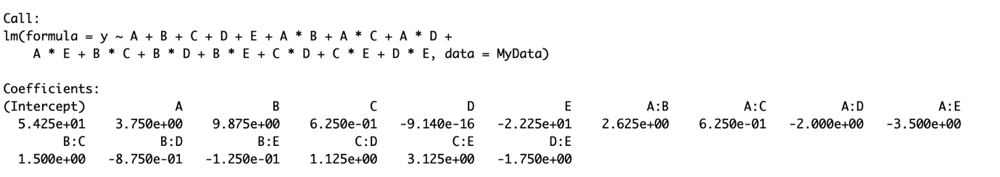 Call:
lm(formula = y ~ A + B + C + D + E + A * B + A * C + A * D +
    A * E + B * C + B * D + B * E + C * D + C * E + D * E, data = MyData)

Coefficients:
(Intercept)            A            B            C            D            E          A:B          A:C          A:D          A:E
  5.425e+01    3.750e+00    9.875e+00    6.250e-01   -9.140e-16   -2.225e+01    2.625e+00    6.250e-01   -2.000e+00   -3.500e+00
        B:C          B:D          B:E          C:D          C:E          D:E
  1.500e+00   -8.750e-01   -1.250e-01    1.125e+00    3.125e+00   -1.750e+00